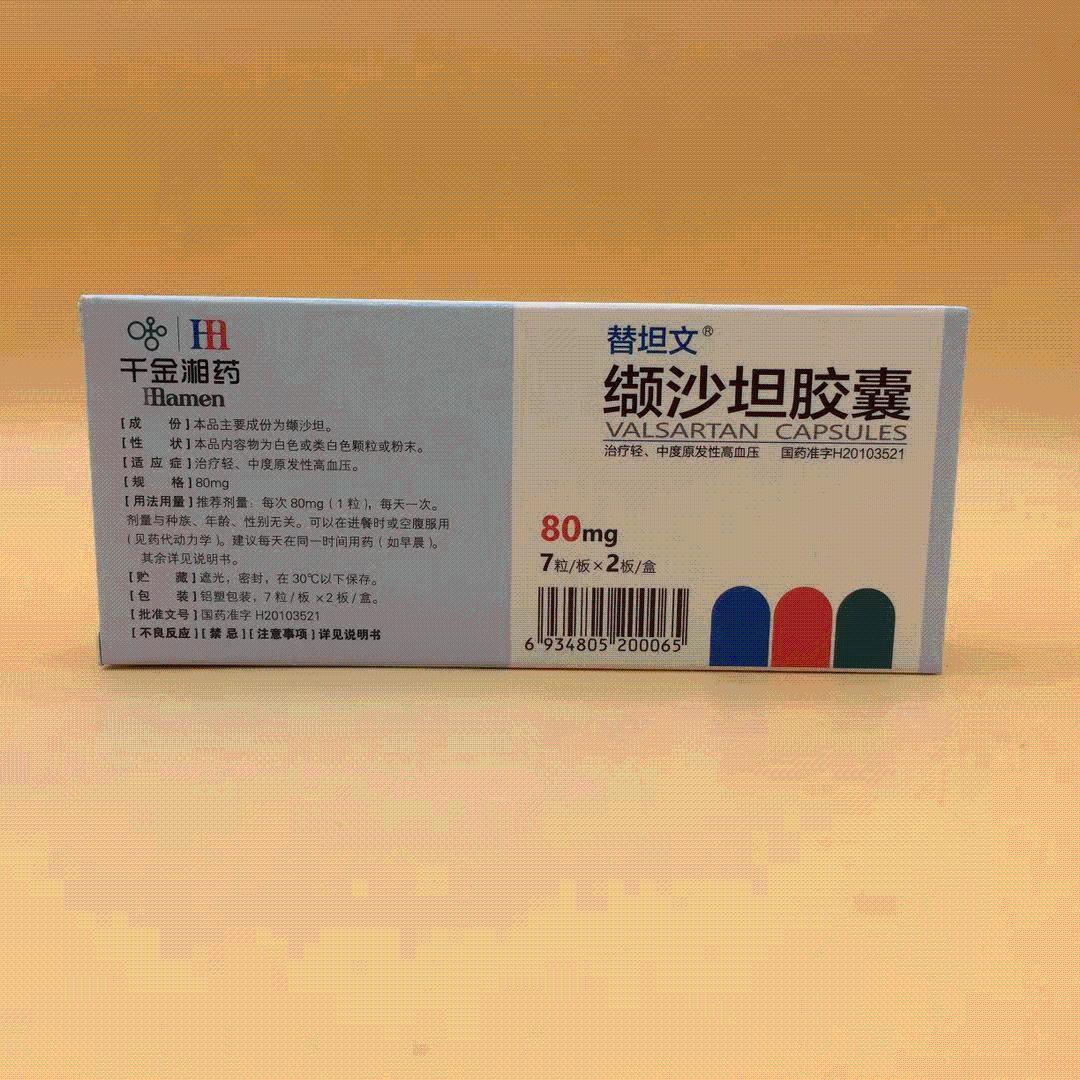 千金湘药
Hamen
[成 份]本品主要成份为缬沙坦。
[性 状]本品内容物为白色或类白色颗粒或粉末。
[适应症]治疗轻、中度原发性高血压。
[规 格]80mg
[用法用量]推荐剂量：每次80mg（1粒），每天一次。
剂量与种族、年龄、性别无关。可以在进餐时或空腹服用
（见药代动力学）。建议每天在同一时间用药（如早晨）。
其余详见说明书。
[贮 藏]遮光，密封，在30℃以下保存。
[包 装]铝塑包装，7粒/板×2板/盒。
[批准文号]国药准字H20103521
[不良反应][禁忌][注意事项]详见说明书
替坦文®
缬沙坦胶囊
VALSARTAN CAPSULES
治疗轻、中度原发性高血压 国药准字H20103521
80mg
7粒/板×2板/盒
6 934805 200065